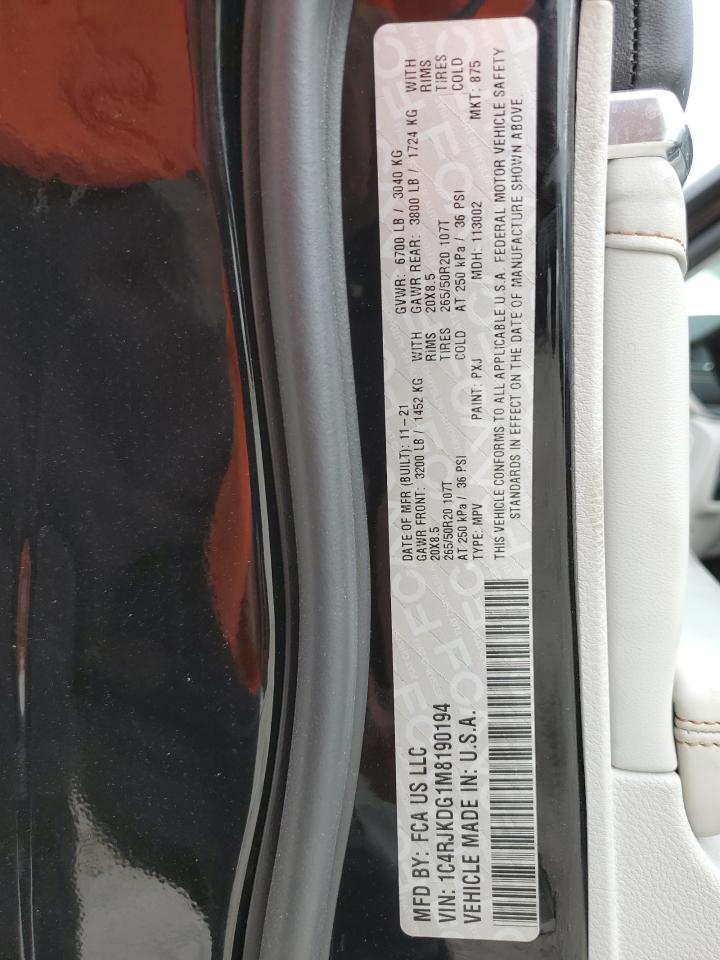 MFD BY: FCA US LLC
VIN: 1C4RJKDG1M8190194
VEHICLE MADE IN: U.S.A.
DATE OF MFR (BUILT): 11-21
GAWR FRONT: 3200 LB / 1452 KG WITH
20X8.5 RIMS
265/50R20 107T TIRES
AT 250 kPa / 36 PSI COLD
TYPE: MPV PAINT: PXJ
GVWR: 6700 LB / 3040 KG
GAWR REAR: 3800 LB / 1724 KG WITH
20X8.5 RIMS
265/50R20 107T TIRES
AT 250 kPa / 36 PSI COLD
MDH: 113002 MKT: 875
THIS VEHICLE CONFORMS TO ALL APPLICABLE U.S.A. FEDERAL MOTOR VEHICLE SAFETY
STANDARDS IN EFFECT ON THE DATE OF MANUFACTURE SHOWN ABOVE